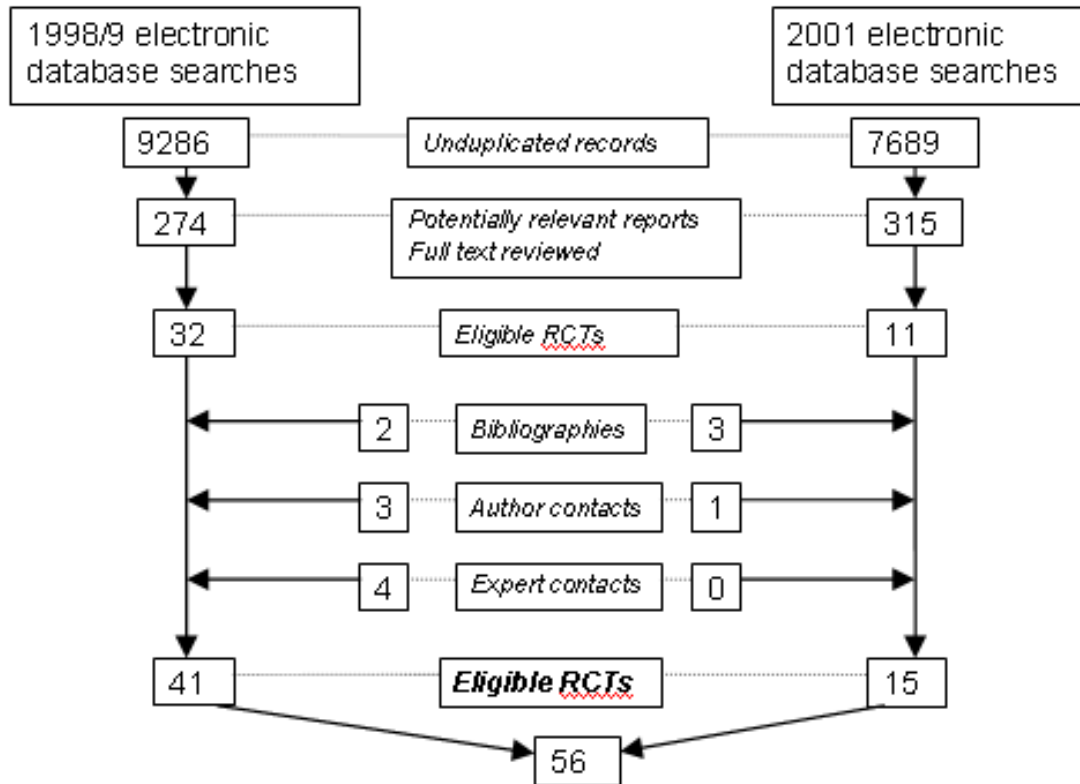 1998/9 electronic
database searches
2001 electronic
database searches
9286
Unduplicated records
7689
274
Potentially relevant reports
Full text reviewed
315
32
Eligible RCTs
11
2
Bibliographies
3
3
Author contacts
1
4
Expert contacts
0
41
Eligible RCTs
15
56